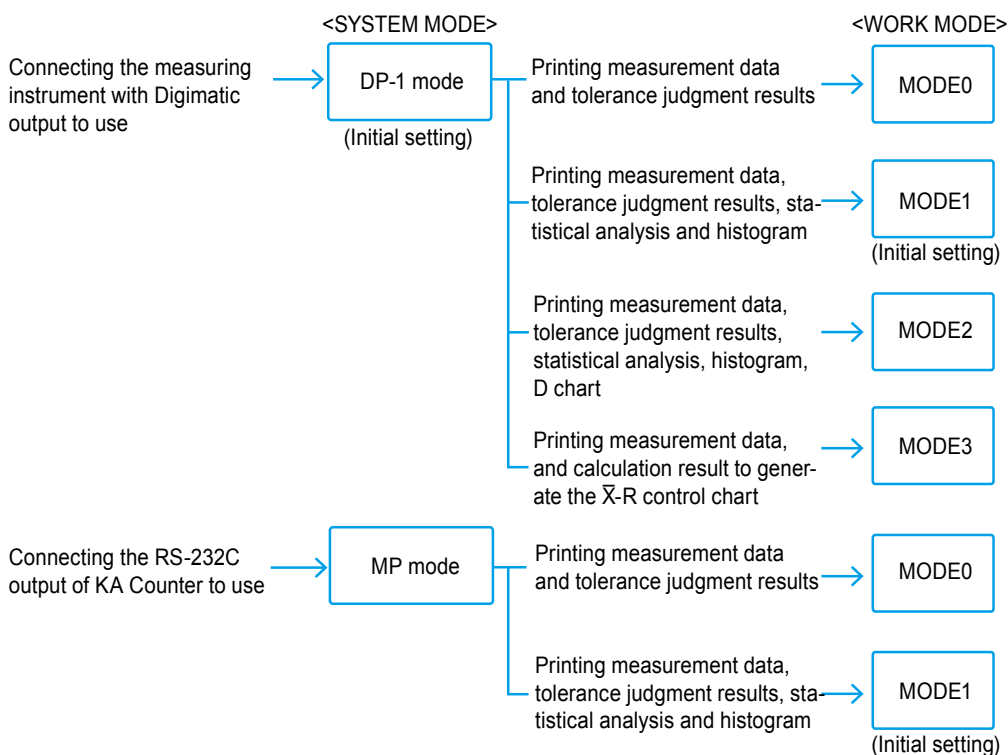 <SYSTEM MODE>
<WORK MODE>
Connecting the measuring
instrument with Digimatic
output to use
DP-1 mode
(Initial setting)
Printing measurement data
and tolerance judgment results
MODE0
Printing measurement data,
tolerance judgment results, sta-
tistical analysis and histogram
MODE1
(Initial setting)
Printing measurement data,
tolerance judgment results,
statistical analysis, histogram,
D chart
MODE2
Printing measurement data,
and calculation result to gener-
ate the X̅-R control chart
MODE3
Connecting the RS-232C
output of KA Counter to use
MP mode
Printing measurement data
and tolerance judgment results
MODE0
Printing measurement data,
tolerance judgment results, sta-
tistical analysis and histogram
MODE1
(Initial setting)